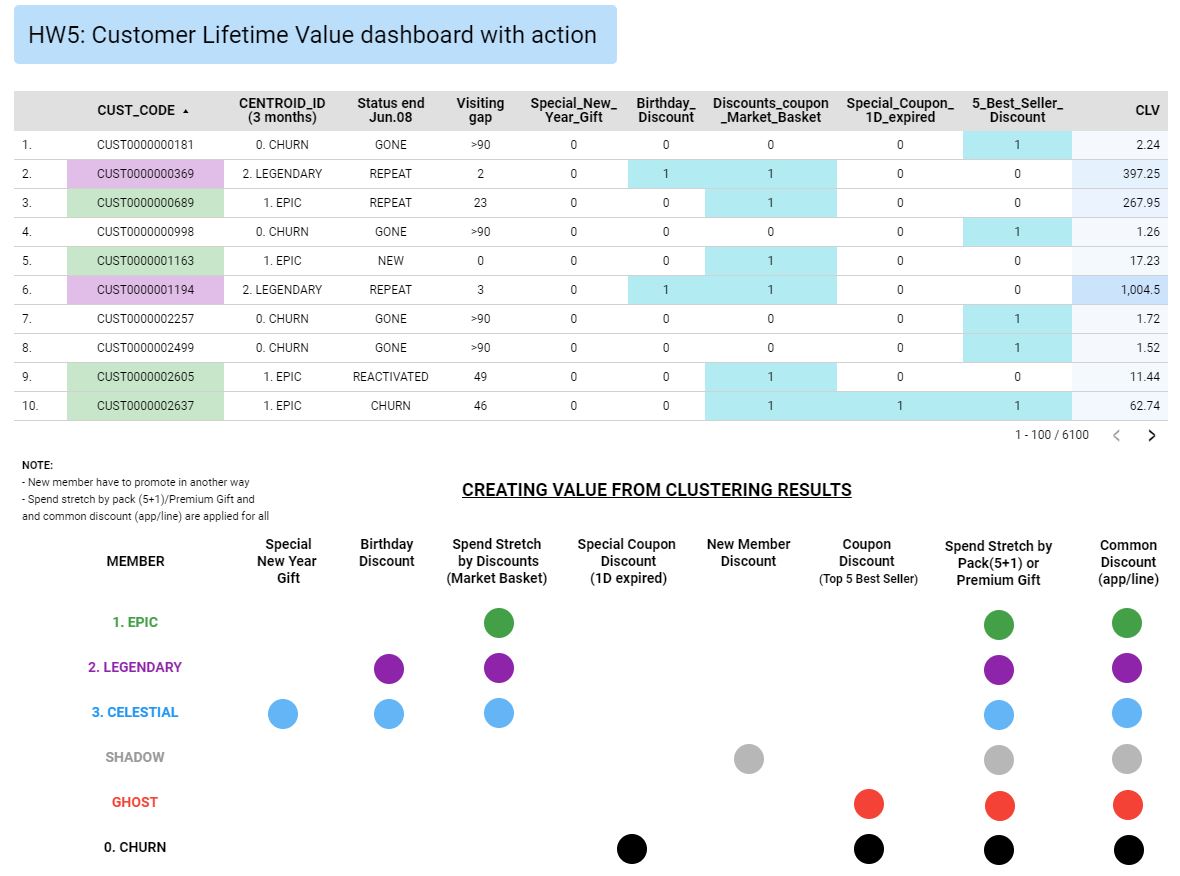 HW5: Customer Lifetime Value dashboard with action
CUST_CODE CENTROID_ID (3 months) Status end Jun.08 Visiting gap Special_New_Year_Gift Birthday_Discount Discounts_coupon_Market_Basket Special_Coupon_1D_expired 5_Best_Seller_Discount CLV
1. CUST0000000181 0. CHURN GONE >90 0 0 0 0 1 2.24
2. CUST0000000369 2. LEGENDARY REPEAT 2 0 1 1 0 0 397.25
3. CUST0000000689 1. EPIC REPEAT 23 0 0 1 0 0 267.95
4. CUST0000000998 0. CHURN GONE >90 0 0 0 0 1 1.26
5. CUST0000001163 1. EPIC NEW 0 0 0 1 0 0 17.23
6. CUST0000001194 2. LEGENDARY REPEAT 3 0 1 1 0 0 1,004.5
7. CUST0000002257 0. CHURN GONE >90 0 0 0 0 1 1.72
8. CUST0000002499 0. CHURN GONE >90 0 0 0 0 1 1.52
9. CUST0000002605 1. EPIC REACTIVATED 49 0 0 1 0 0 11.44
10. CUST0000002637 1. EPIC CHURN 46 0 0 1 1 1 62.74
1 - 100 / 6100
NOTE:
- New member have to promote in another way
- Spend stretch by pack (5+1)/Premium Gift and
and common discount (app/line) are applied for all
CREATING VALUE FROM CLUSTERING RESULTS
MEMBER
Special
New Year
Gift
Birthday
Discount
Spend Stretch
by Discounts
(Market Basket)
Special Coupon
Discount
(1D expired)
New Member
Discount
Coupon
Discount
(Top 5 Best Seller)
Spend Stretch by
Pack(5+1) or
Premium Gift
Common
Discount
(app/line)
1. EPIC
2. LEGENDARY
3. CELESTIAL
SHADOW
GHOST
0. CHURN